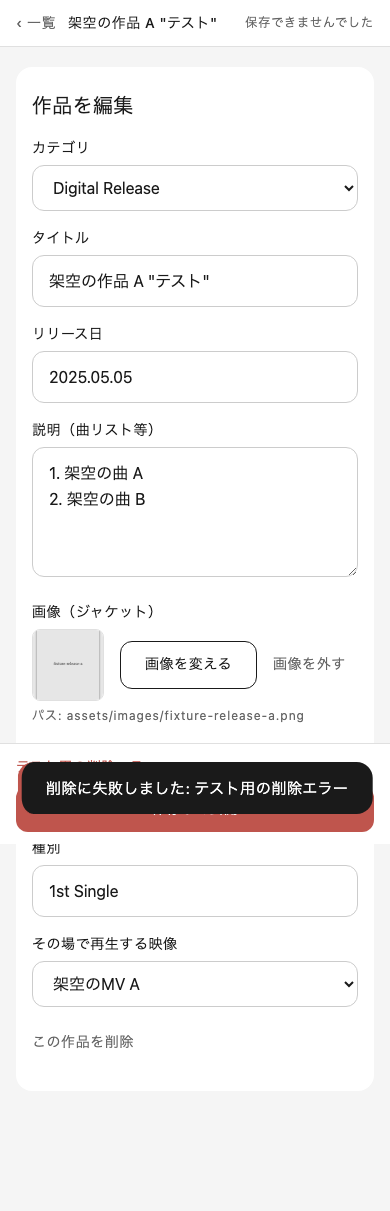 ‹ 一覧 架空の作品 A "テスト" 保存できませんでした
作品を編集
カテゴリ
Digital Release
タイトル
架空の作品 A "テスト"
リリース日
2025.05.05
説明（曲リスト等）
1. 架空の曲 A
2. 架空の曲 B
画像（ジャケット）
fixture-release-a
画像を変える 画像を外す
パス: assets/images/fixture-release-a.png
削除に失敗しました: テスト用の削除エラー
種別
1st Single
その場で再生する映像
架空のMV A
この作品を削除